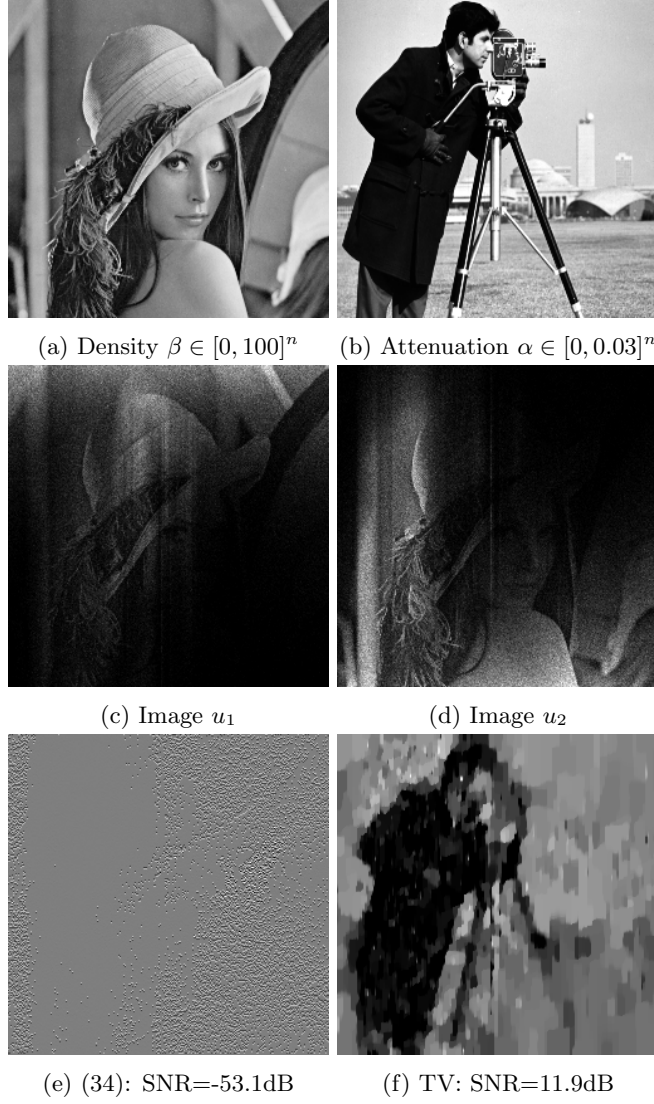 (a) Density β ∈ [0, 100]ⁿ (b) Attenuation α ∈ [0, 0.03]ⁿ
(c) Image u₁ (d) Image u₂
(e) (34): SNR=-53.1dB (f) TV: SNR=11.9dB